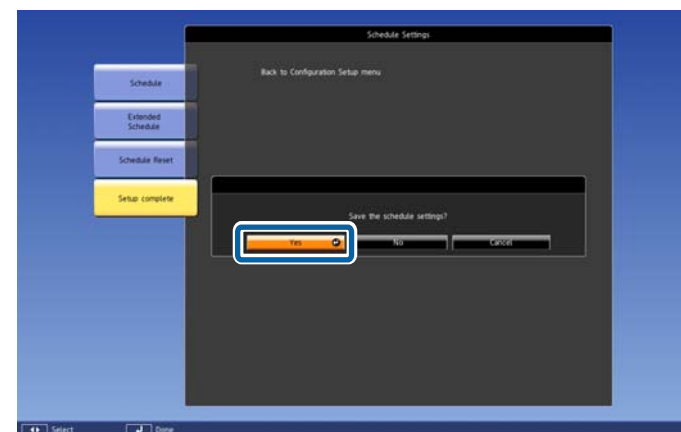 Schedule Settings
Back to Configuration Setup menu
Schedule
Extended
Schedule
Schedule Reset
Setup complete
Save the schedule settings?
Yes
No
Cancel
Select
Done